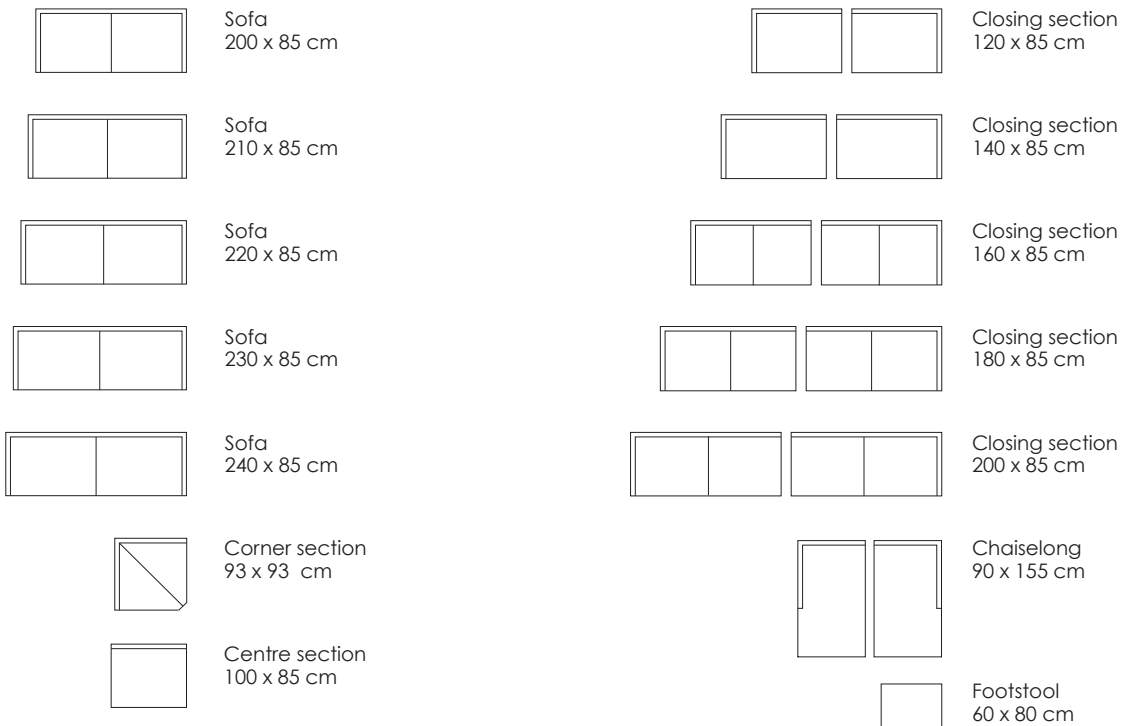 Sofa
200 x 85 cm
Sofa
210 x 85 cm
Sofa
220 x 85 cm
Sofa
230 x 85 cm
Sofa
240 x 85 cm
Corner section
93 x 93  cm
Centre section
100 x 85 cm
Closing section
120 x 85 cm
Closing section
140 x 85 cm
Closing section
160 x 85 cm
Closing section
180 x 85 cm
Closing section
200 x 85 cm
Chaiselong
90 x 155 cm
Footstool
60 x 80 cm